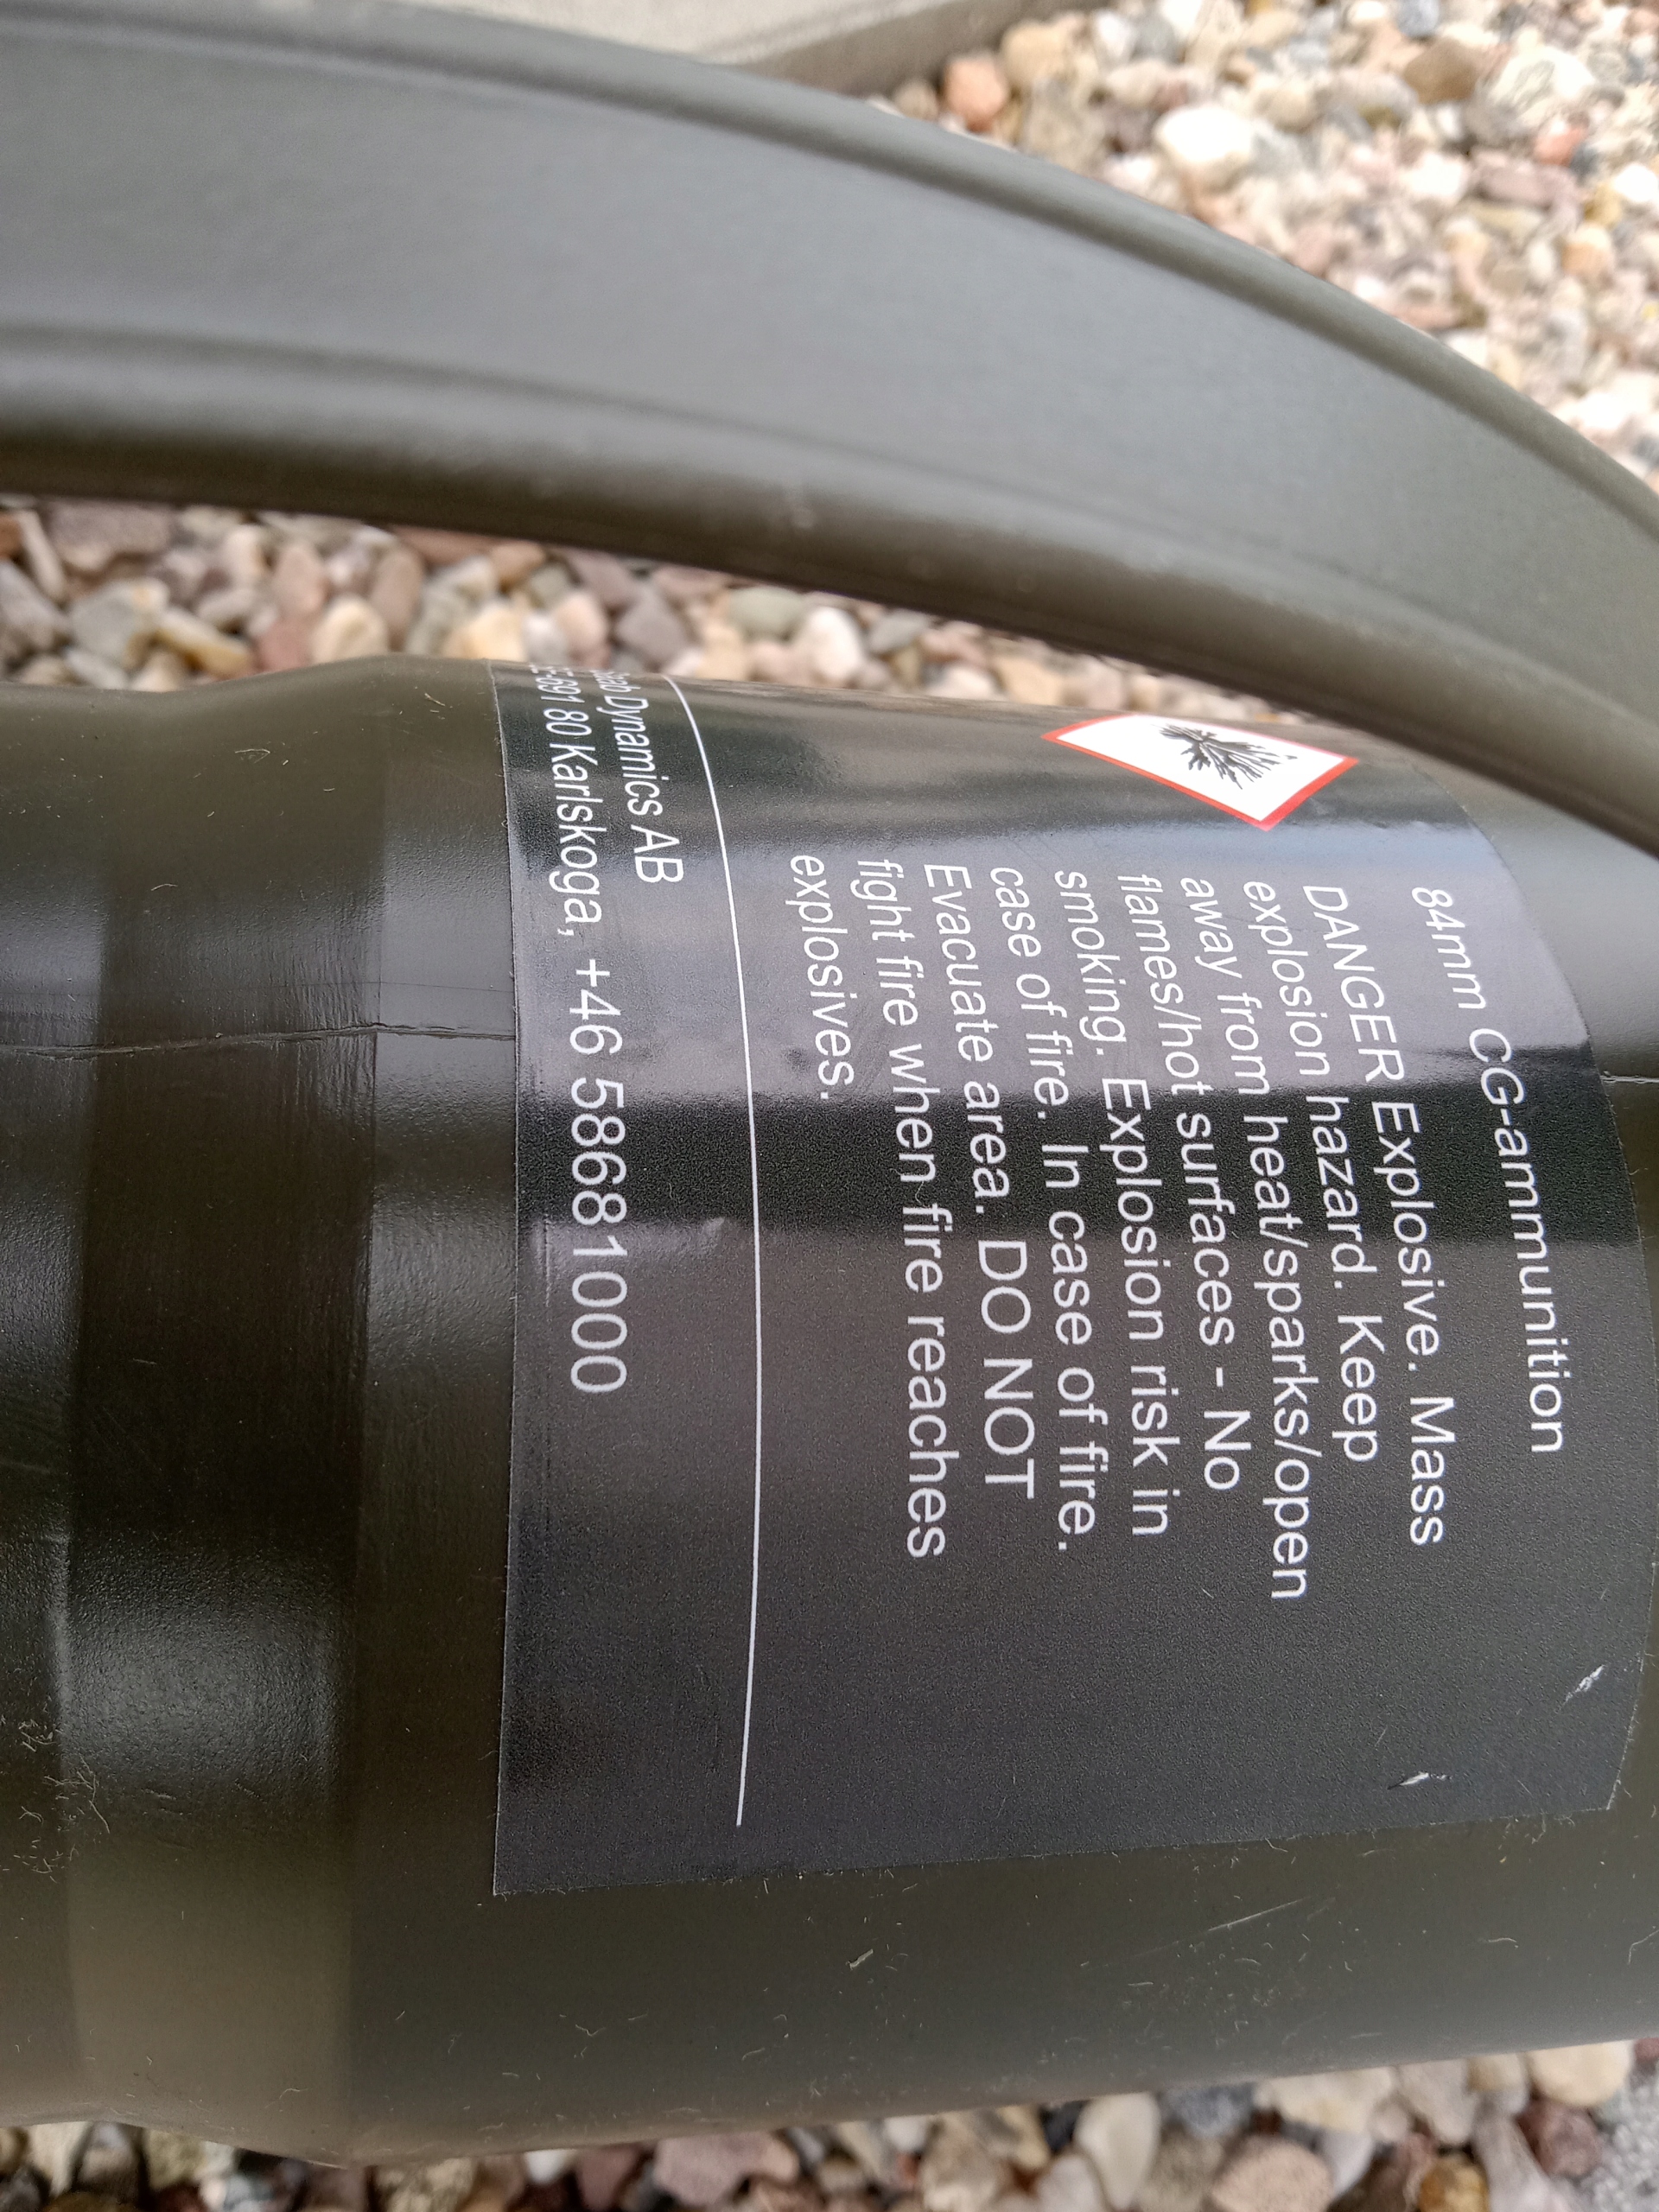 84mm CG-ammunition
DANGER Explosive. Mass
explosion hazard. Keep
away from heat/sparks/open
flames/hot surfaces - No
smoking. Explosion risk in
case of fire. In case of fire.
Evacuate area. DO NOT
fight fire when fire reaches
explosives.
Dynamics AB
691 80 Karlskoga, +46 58681000